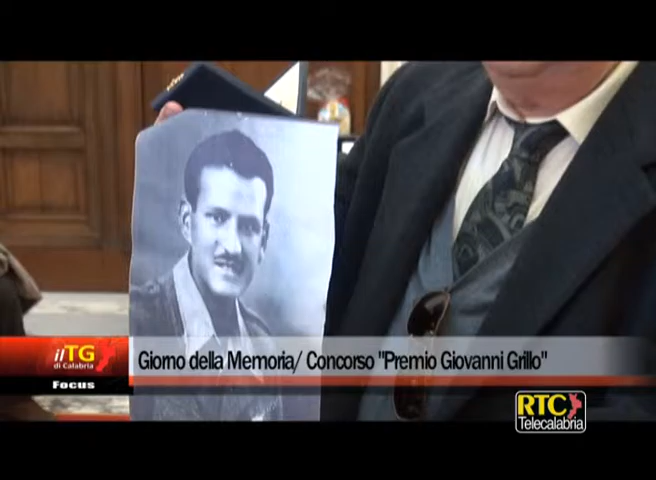 ilTG
di Calabria
Focus
Giorno della Memoria/ Concorso "Premio Giovanni Grillo"
RTC
Telecalabria